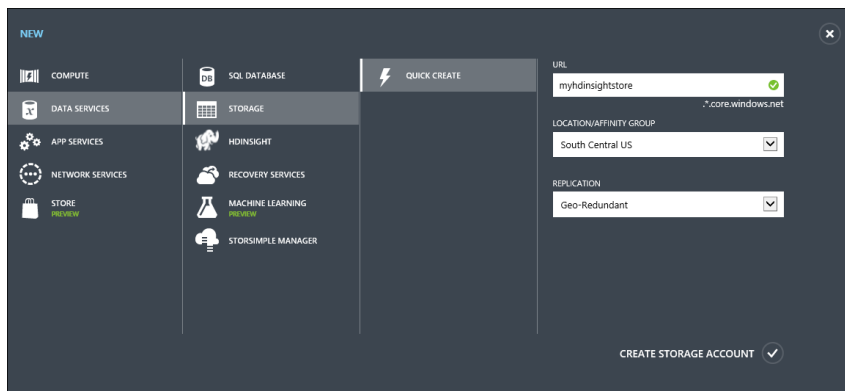 NEW
COMPUTE
DATA SERVICES
APP SERVICES
NETWORK SERVICES
STORE
PREVIEW
DB
SQL DATABASE
STORAGE
HDINSIGHT
RECOVERY SERVICES
MACHINE LEARNING
PREVIEW
STORSIMPLE MANAGER
QUICK CREATE
URL
myhdinsightstore
.*.core.windows.net
LOCATION/AFFINITY GROUP
South Central US
REPLICATION
Geo-Redundant
CREATE STORAGE ACCOUNT